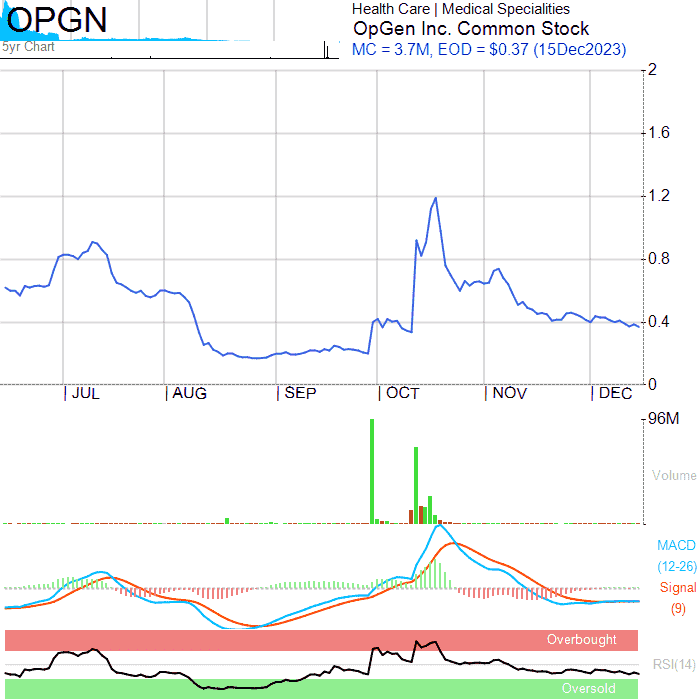 OPGN
5yr Chart
Health Care | Medical Specialities
OpGen Inc. Common Stock
MC = 3.7M, EOD = $0.37 (15Dec2023)
2
1.6
1.2
0.8
0.4
0
JUL AUG SEP OCT NOV DEC
96M
Volume
MACD
(12-26)
Signal
(9)
Overbought
RSI(14)
Oversold